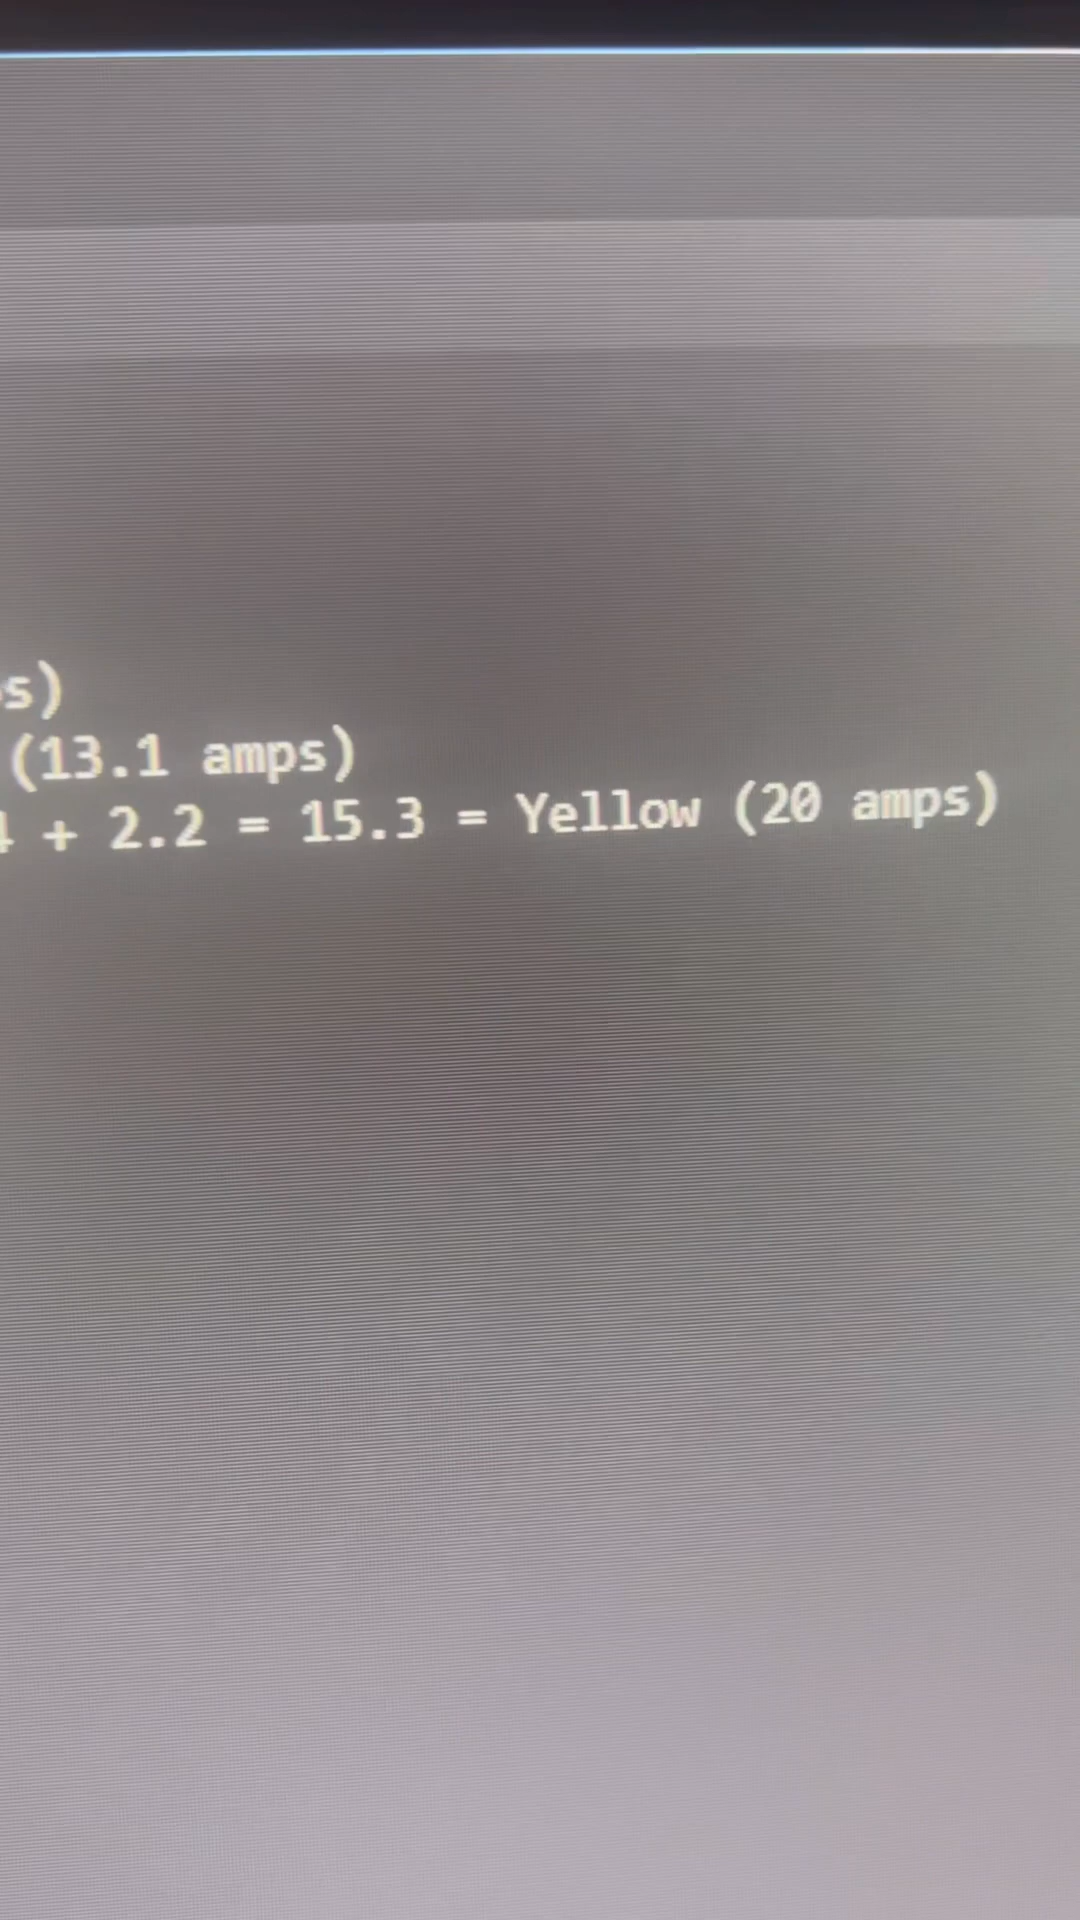 s)
(13.1 amps)
+ 2.2 = 15.3 = Yellow (20 amps)